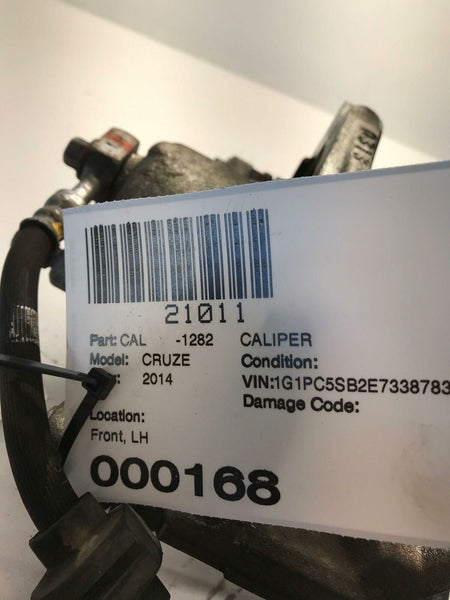 21011
Part: CAL -1282 CALIPER
Model: CRUZE Condition:
2014 VIN:1G1PC5SB2E7338783
Damage Code:
Location:
Front, LH
000168